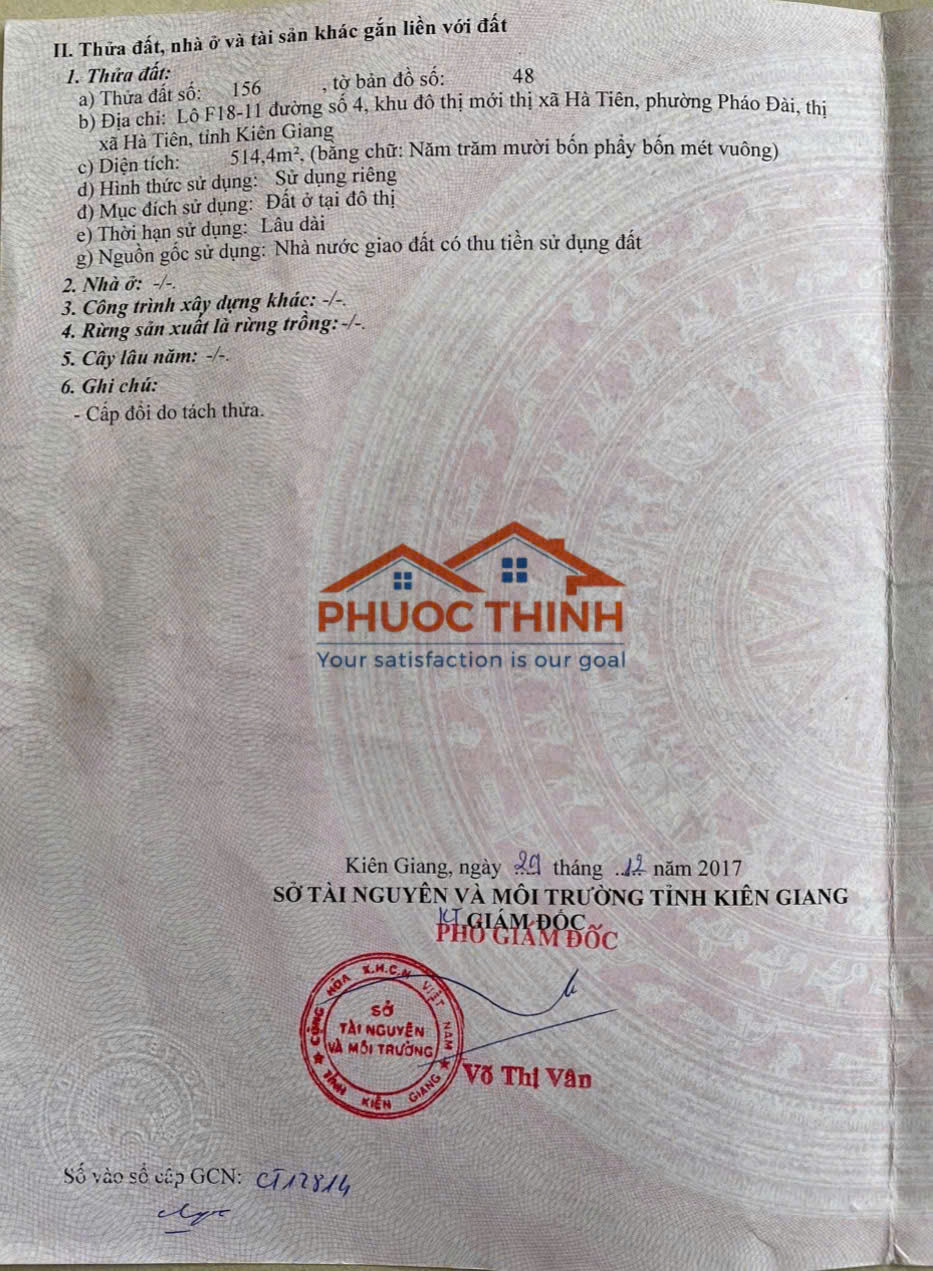 II. Thửa đất, nhà ở và tài sản khác gắn liền với đất
1. Thửa đất:
a) Thửa đất số: 156 , tờ bản đồ số: 48
b) Địa chỉ: Lô F18-11 đường số 4, khu đô thị mới thị xã Hà Tiên, phường Pháo Đài, thị
xã Hà Tiên, tỉnh Kiên Giang
c) Diện tích: 514,4m², (bằng chữ: Năm trăm mười bốn phẩy bốn mét vuông)
d) Hình thức sử dụng: Sử dụng riêng
đ) Mục đích sử dụng: Đất ở tại đô thị
e) Thời hạn sử dụng: Lâu dài
g) Nguồn gốc sử dụng: Nhà nước giao đất có thu tiền sử dụng đất
2. Nhà ở: -/-.
3. Công trình xây dựng khác: -/-.
4. Rừng sản xuất là rừng trồng: -/-.
5. Cây lâu năm: -/-.
6. Ghi chú:
- Cấp đổi do tách thửa.
PHUOC THINH
Your satisfaction is our goal
Kiên Giang, ngày 29 tháng 12 năm 2017
SỞ TÀI NGUYÊN VÀ MÔI TRƯỜNG TỈNH KIÊN GIANG
KT GIÁM ĐỐC
PHÓ GIÁM ĐỐC
CỘNG HÒA X.H.C.N VIỆT NAM
SỞ
TÀI NGUYÊN
VÀ MÔI TRƯỜNG
TỈNH KIÊN GIANG
Võ Thị Vân
Số vào sổ cấp GCN: CT12814